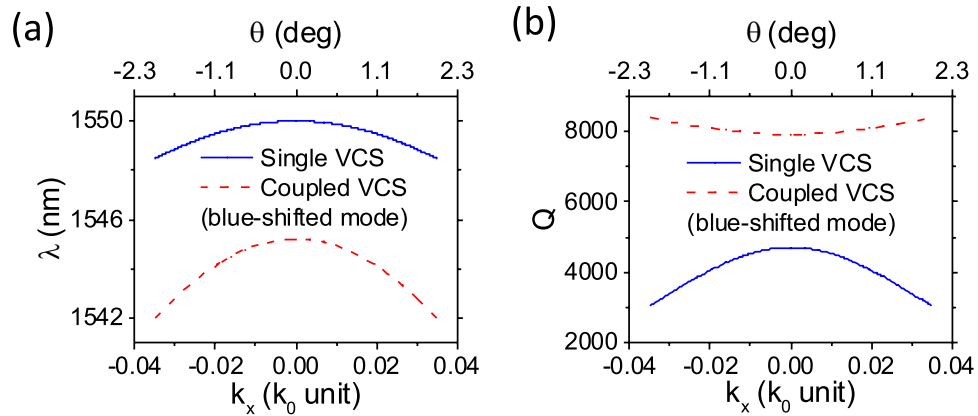 (a)
θ (deg)
-2.3 -1.1 0.0 1.1 2.3
1550
1546
1542
λ (nm)
Single VCS
Coupled VCS
(blue-shifted mode)
-0.04 -0.02 0.00 0.02 0.04
kₓ (k₀ unit)
(b)
θ (deg)
-2.3 -1.1 0.0 1.1 2.3
8000
6000
4000
2000
Q
Single VCS
Coupled VCS
(blue-shifted mode)
-0.04 -0.02 0.00 0.02 0.04
kₓ (k₀ unit)